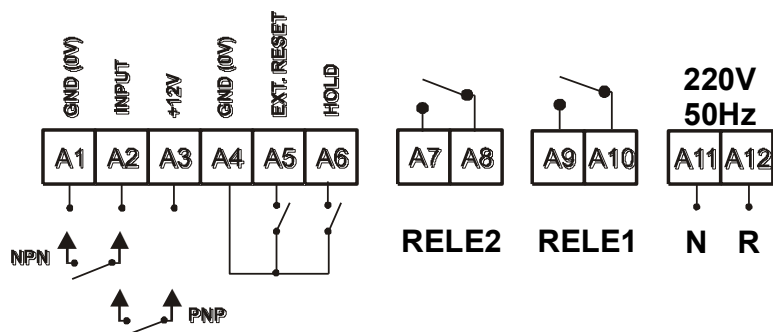 GND (0V)
INPUT
+12V
GND (0V)
EXT. RESET
HOLD
220V
50Hz
A1 A2 A3 A4 A5 A6 A7 A8 A9 A10 A11 A12
RELE2 RELE1 N R
NPN
PNP